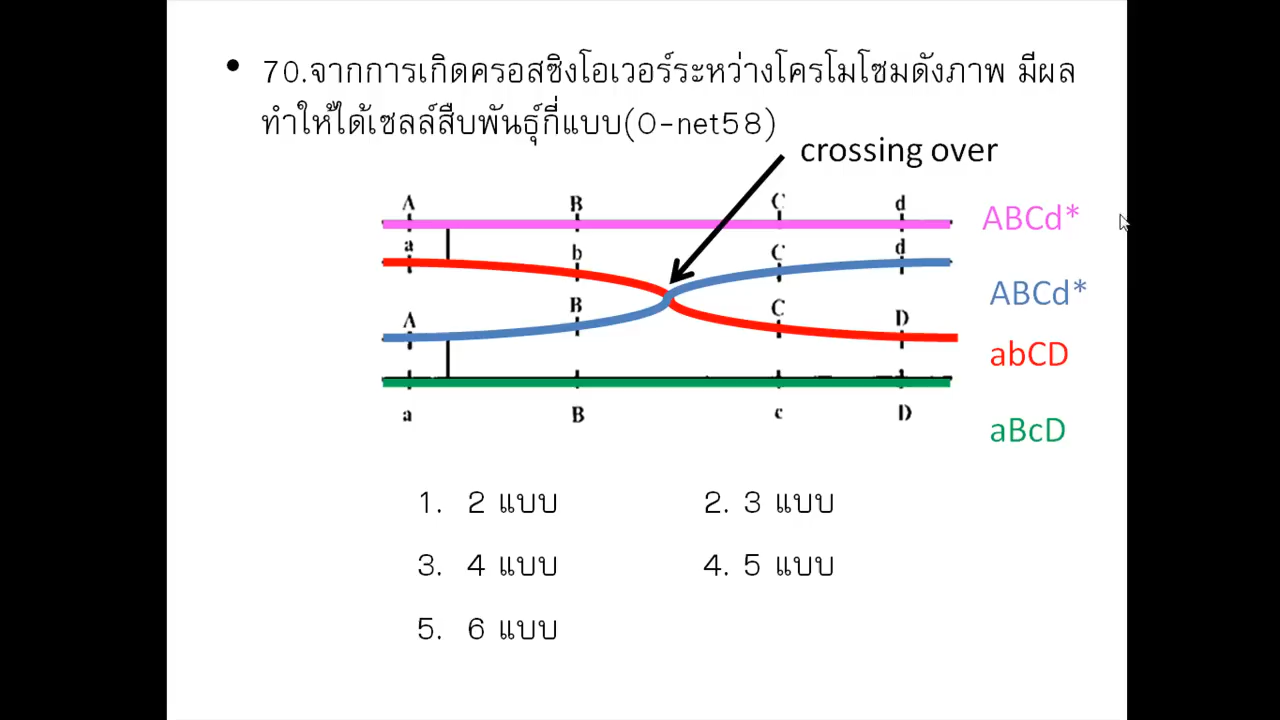 • 70.จากการเกิดครอสซิงโอเวอร์ระหว่างโครโมโซมดังภาพ มีผล
ทำให้ได้เซลล์สืบพันธุ์กี่แบบ(O-net58)
crossing over
A B C d
ABCd*
a b C d
ABCd*
A B C D
abCD
a B c D
aBcD
1. 2 แบบ 2. 3 แบบ
3. 4 แบบ 4. 5 แบบ
5. 6 แบบ